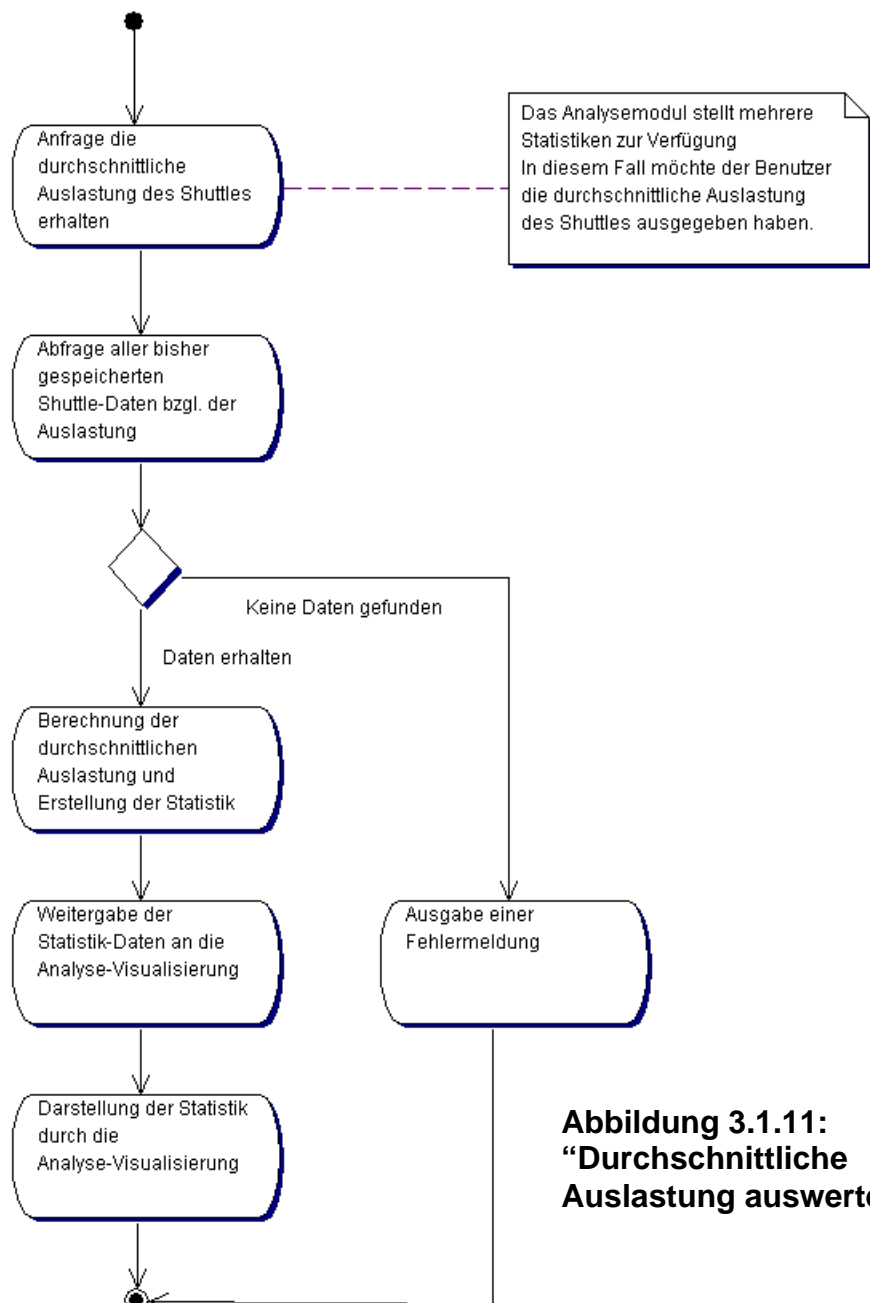 Anfrage die
durchschnittliche
Auslastung des Shuttles
erhalten
Das Analysemodul stellt mehrere
Statistiken zur Verfügung
In diesem Fall möchte der Benutzer
die durchschnittliche Auslastung
des Shuttles ausgegeben haben.
Abfrage aller bisher
gespeicherten
Shuttle-Daten bzgl. der
Auslastung
Keine Daten gefunden
Daten erhalten
Berechnung der
durchschnittlichen
Auslastung und
Erstellung der Statistik
Weitergabe der
Statistik-Daten an die
Analyse-Visualisierung
Ausgabe einer
Fehlermeldung
Darstellung der Statistik
durch die
Analyse-Visualisierung
Abbildung 3.1.11:
“Durchschnittliche
Auslastung